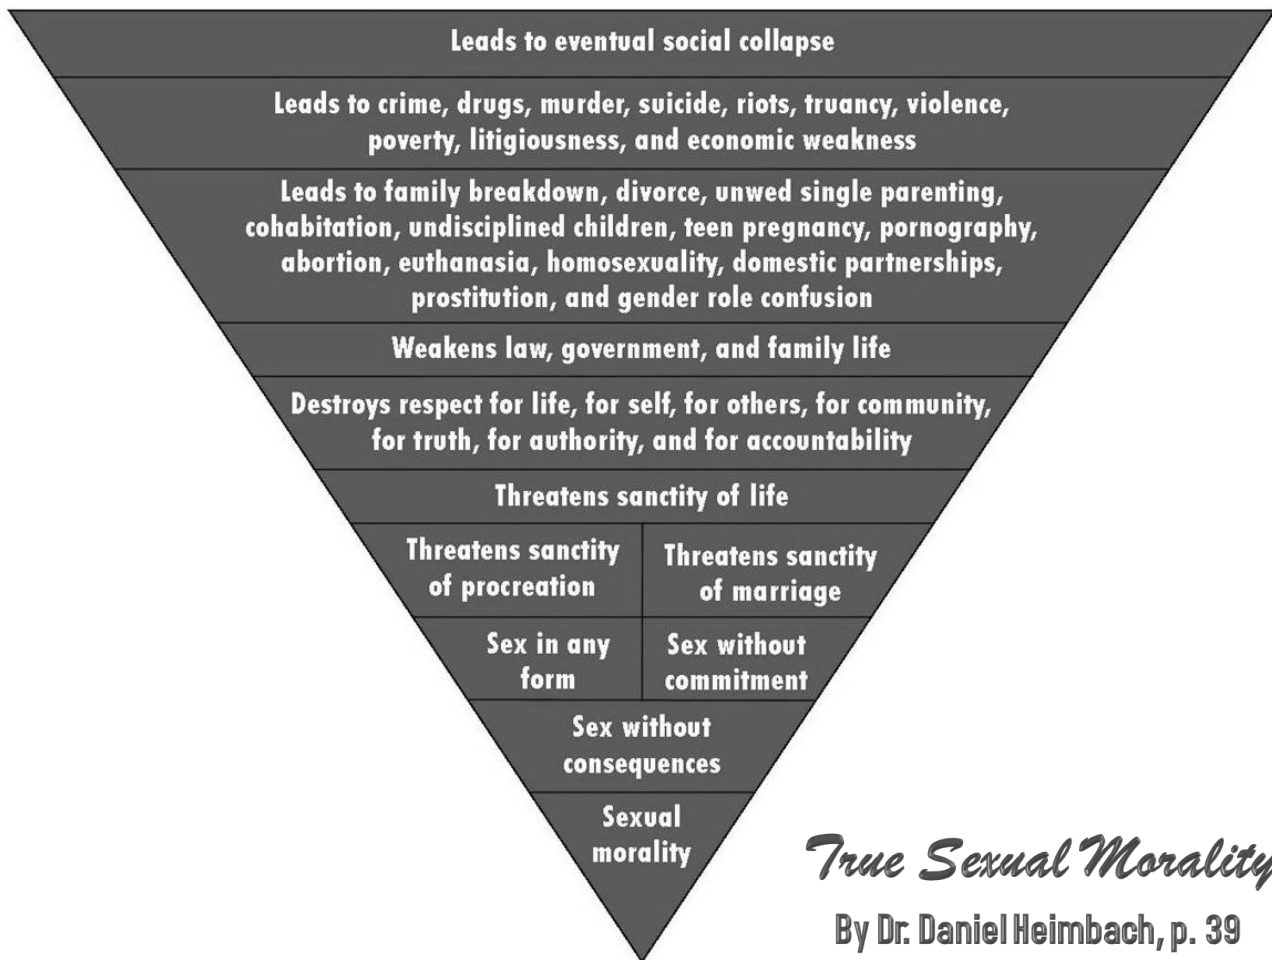 Leads to eventual social collapse
Leads to crime, drugs, murder, suicide, riots, truancy, violence,
poverty, litigiousness, and economic weakness
Leads to family breakdown, divorce, unwed single parenting,
cohabitation, undisciplined children, teen pregnancy, pornography,
abortion, euthanasia, homosexuality, domestic partnerships,
prostitution, and gender role confusion
Weakens law, government, and family life
Destroys respect for life, for self, for others, for community,
for truth, for authority, and for accountability
Threatens sanctity of life
Threatens sanctity
of procreation
Threatens sanctity
of marriage
Sex in any
form
Sex without
commitment
Sex without
consequences
Sexual
morality
True Sexual Morality
By Dr. Daniel Heimbach, p. 39